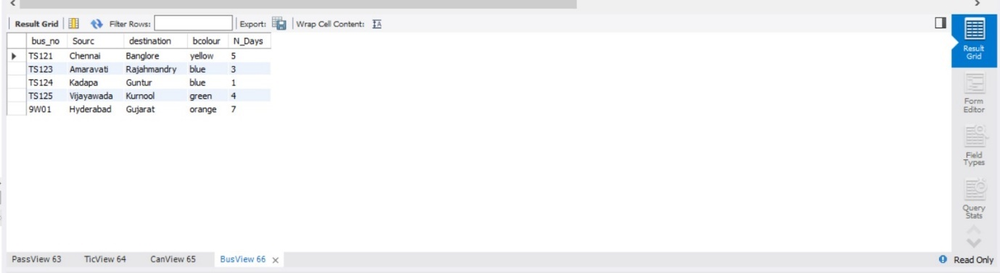 Result Grid Filter Rows: Export: Wrap Cell Content: IA
bus_no Sourc destination bcolour N_Days
TS121 Chennai Banglore yellow 5
TS123 Amaravati Rajahmandry blue 3
TS124 Kadapa Guntur blue 1
TS125 Vijayawada Kurnool green 4
9W01 Hyderabad Gujarat orange 7
Result
Grid
Form
Editor
Field
Types
Query
Stats
PassView 63 TicView 64 CanView 65 BusView 66 × Read Only